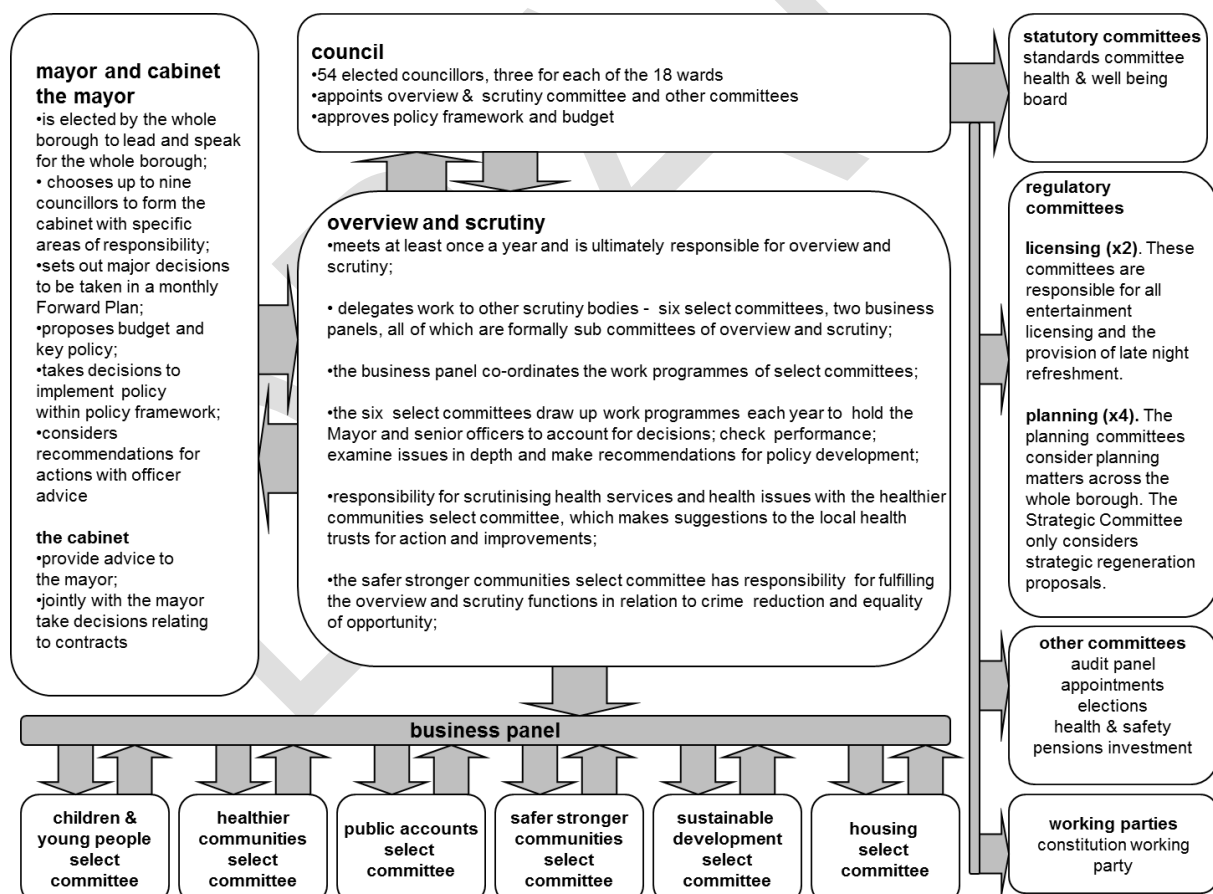 mayor and cabinet
the mayor
•is elected by the whole
borough to lead and speak
for the whole borough;
• chooses up to nine
councillors to form the
cabinet with specific
areas of responsibility;
•sets out major decisions
to be taken in a monthly
Forward Plan;
•proposes budget and
key policy;
•takes decisions to
implement policy
within policy framework;
•considers
recommendations for
actions with officer
advice
the cabinet
•provide advice to
the mayor;
•jointly with the mayor
take decisions relating
to contracts
council
•54 elected councillors, three for each of the 18 wards
•appoints overview & scrutiny committee and other committees
•approves policy framework and budget
overview and scrutiny
•meets at least once a year and is ultimately responsible for overview and
scrutiny;
• delegates work to other scrutiny bodies - six select committees, two business
panels, all of which are formally sub committees of overview and scrutiny;
•the business panel co-ordinates the work programmes of select committees;
•the six select committees draw up work programmes each year to hold the
Mayor and senior officers to account for decisions; check performance;
examine issues in depth and make recommendations for policy development;
•responsibility for scrutinising health services and health issues with the healthier
communities select committee, which makes suggestions to the local health
trusts for action and improvements;
•the safer stronger communities select committee has responsibility for fulfilling
the overview and scrutiny functions in relation to crime reduction and equality
of opportunity;
business panel
children &
young people
select
committee
healthier
communities
select
committee
public accounts
select
committee
safer stronger
communities
select
committee
sustainable
development
select
committee
housing
select
committee
statutory committees
standards committee
health & well being
board
regulatory
committees
licensing (x2). These
committees are
responsible for all
entertainment
licensing and the
provision of late night
refreshment.
planning (x4). The
planning committees
consider planning
matters across the
whole borough. The
Strategic Committee
only considers
strategic regeneration
proposals.
other committees
audit panel
appointments
elections
health & safety
pensions investment
working parties
constitution working
party